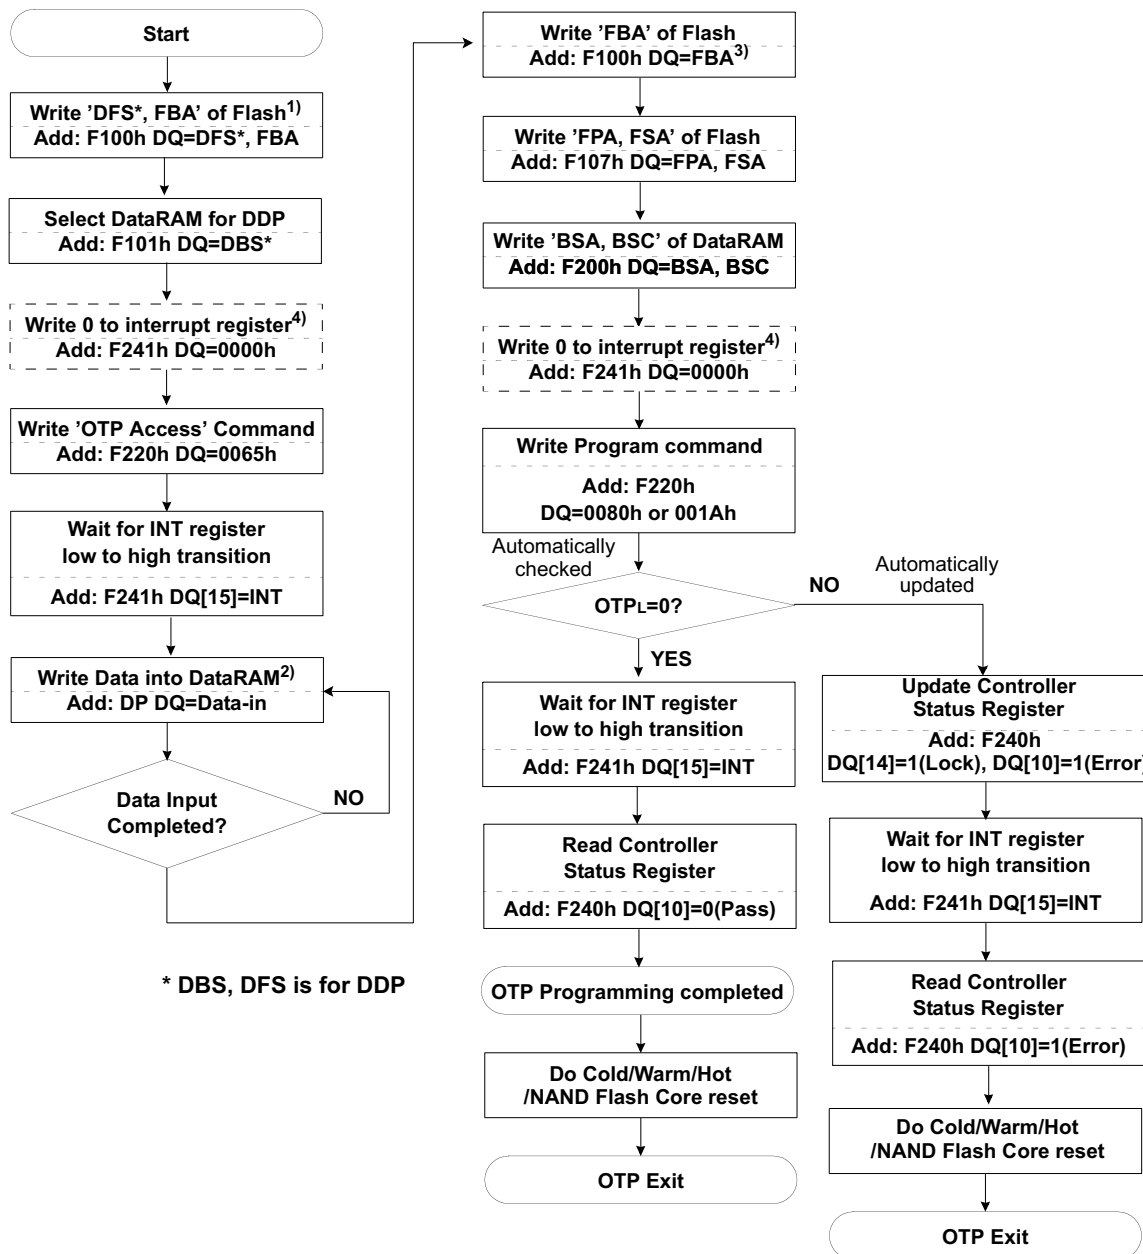 Start
Write 'DFS*, FBA' of Flash1)
Add: F100h DQ=DFS*, FBA
Select DataRAM for DDP
Add: F101h DQ=DBS*
Write 0 to interrupt register4)
Add: F241h DQ=0000h
Write 'OTP Access' Command
Add: F220h DQ=0065h
Wait for INT register
low to high transition
Add: F241h DQ[15]=INT
Write Data into DataRAM2)
Add: DP DQ=Data-in
Data Input
Completed?
NO
* DBS, DFS is for DDP
Write 'FBA' of Flash
Add: F100h DQ=FBA3)
Write 'FPA, FSA' of Flash
Add: F107h DQ=FPA, FSA
Write 'BSA, BSC' of DataRAM
Add: F200h DQ=BSA, BSC
Write 0 to interrupt register4)
Add: F241h DQ=0000h
Write Program command
Add: F220h
DQ=0080h or 001Ah
Automatically
checked
OTPL=0?
NO
Automatically
updated
YES
Wait for INT register
low to high transition
Add: F241h DQ[15]=INT
Read Controller
Status Register
Add: F240h DQ[10]=0(Pass)
OTP Programming completed
Do Cold/Warm/Hot
/NAND Flash Core reset
OTP Exit
Update Controller
Status Register
Add: F240h
DQ[14]=1(Lock), DQ[10]=1(Error)
Wait for INT register
low to high transition
Add: F241h DQ[15]=INT
Read Controller
Status Register
Add: F240h DQ[10]=1(Error)
Do Cold/Warm/Hot
/NAND Flash Core reset
OTP Exit